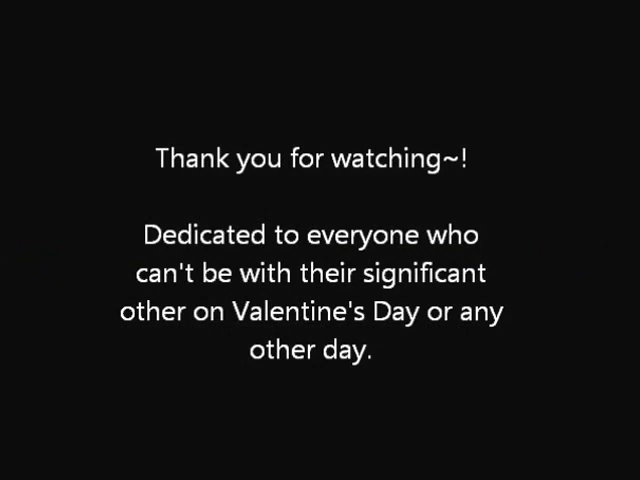 Thank you for watching~!
Dedicated to everyone who
can't be with their significant
other on Valentine's Day or any
other day.